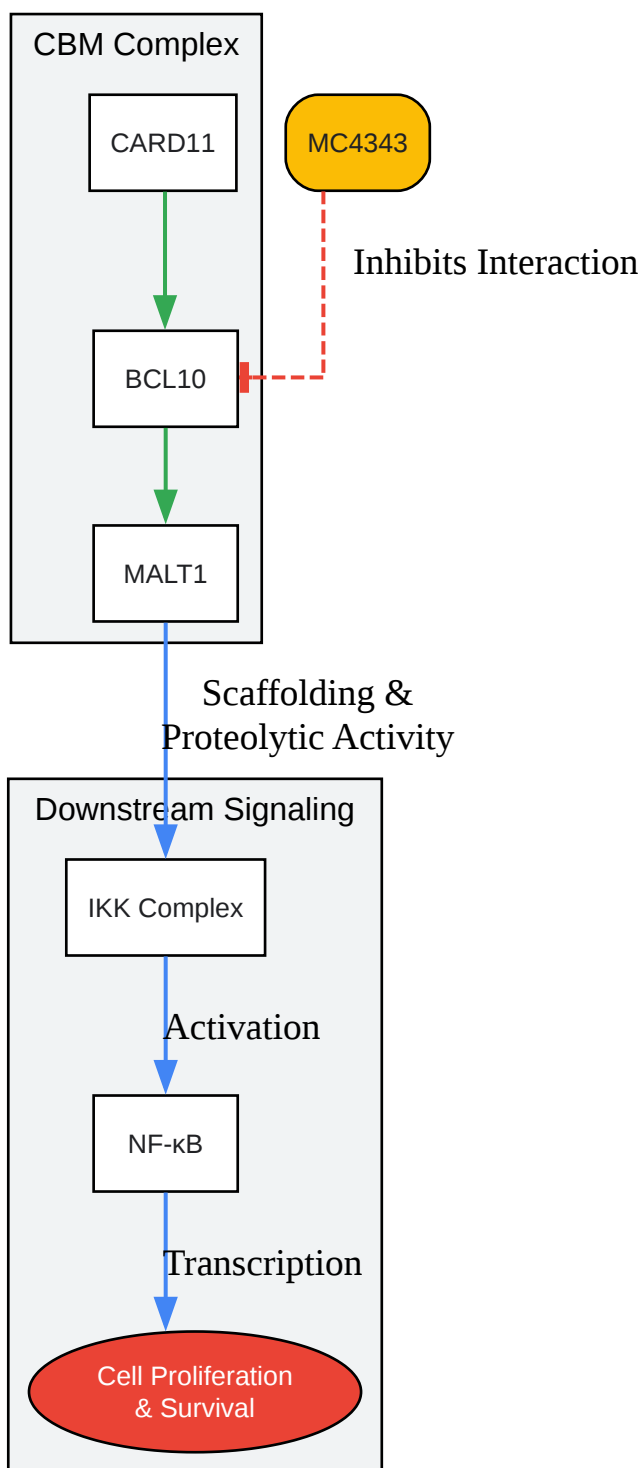 CBM Complex
CARD11
MC4343
Inhibits Interaction
BCL10
MALT1
Scaffolding &
Proteolytic Activity
Downstream Signaling
IKK Complex
Activation
NF-κB
Transcription
Cell Proliferation
& Survival